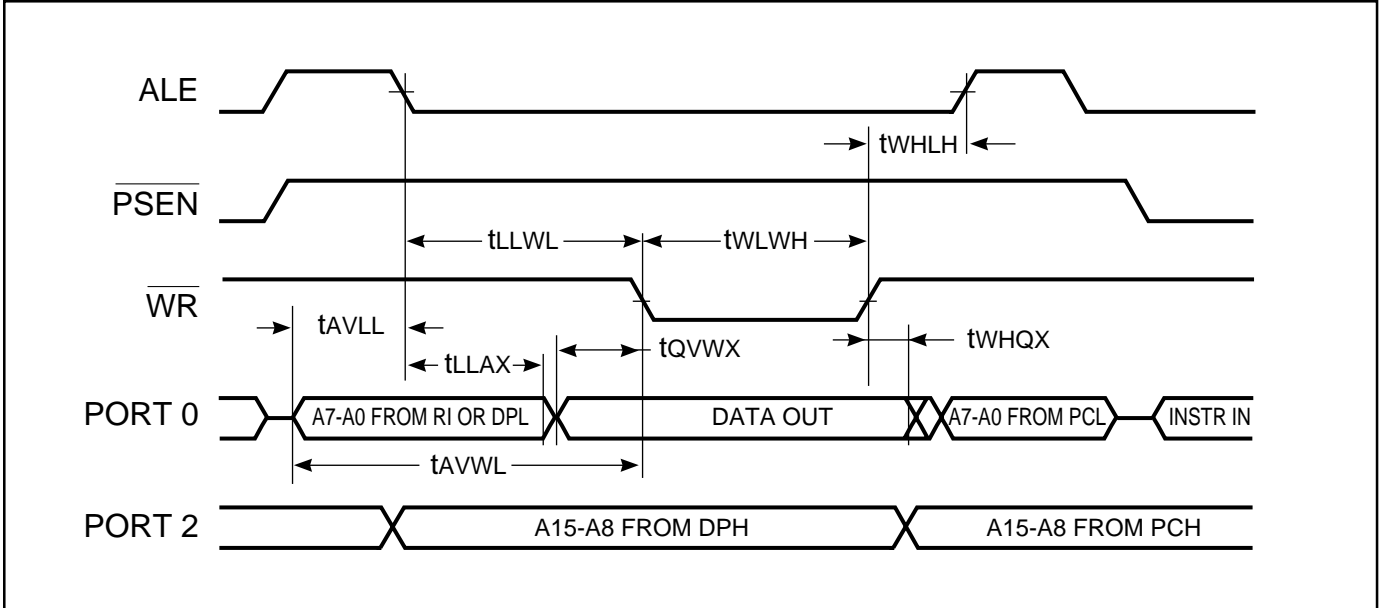 ALE
tWHLH
PSEN
tLLWL
tWLWH
WR
tAVLL
tLLAX
tQVWX
tWHQX
PORT 0
A7-A0 FROM RI OR DPL
DATA OUT
A7-A0 FROM PCL
INSTR IN
tAVWL
PORT 2
A15-A8 FROM DPH
A15-A8 FROM PCH